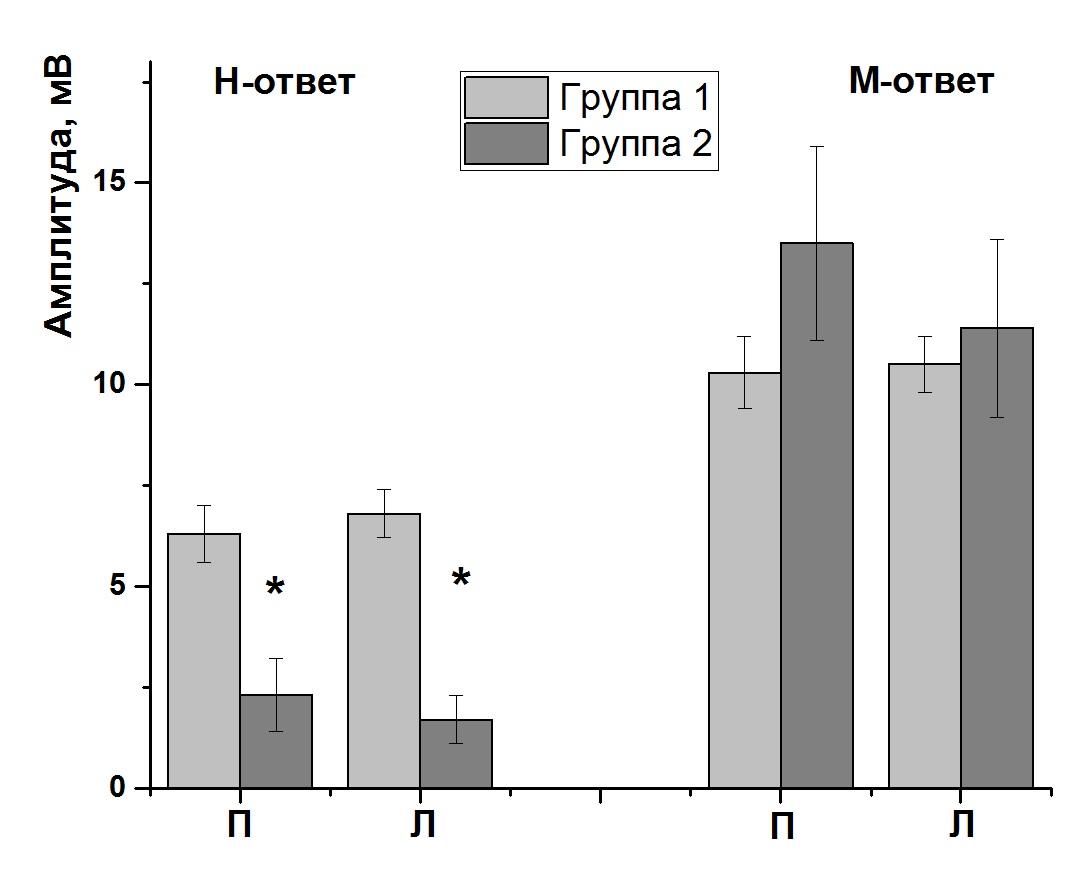 Амплитуда, мВ
Н-ответ
М-ответ
Группа 1
Группа 2
15
10
5
0
*
*
П
Л
П
Л